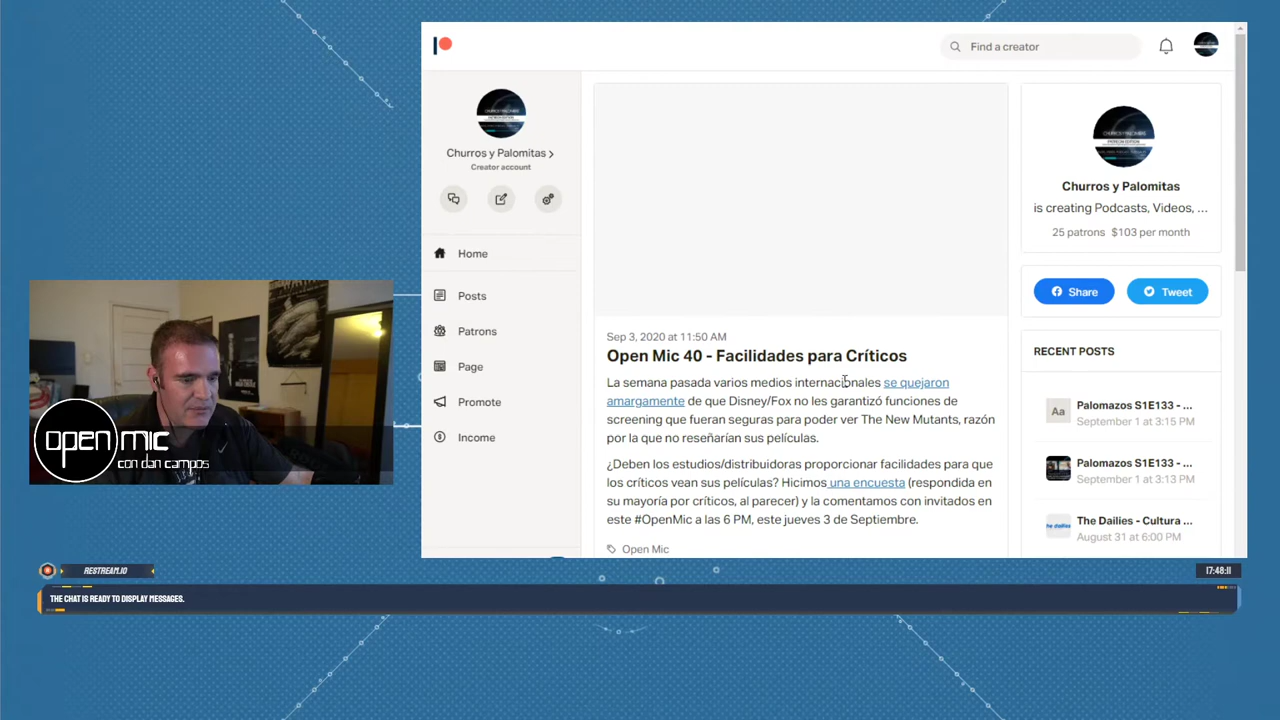 Find a creator
Churros y Palomitas
Creator account
Home
Posts
Patrons
Page
Promote
Income
Sep 3, 2020 at 11:50 AM
Open Mic 40 - Facilidades para Críticos
La semana pasada varios medios internacionales se quejaron
amargamente de que Disney/Fox no les garantizó funciones de
screening que fueran seguras para poder ver The New Mutants, razón
por la que no reseñarían sus películas.
¿Deben los estudios/distribuidoras proporcionar facilidades para que
los críticos vean sus películas? Hicimos una encuesta (respondida en
su mayoría por críticos, al parecer) y la comentamos con invitados en
este #OpenMic a las 6 PM, este jueves 3 de Septiembre.
Open Mic
Churros y Palomitas
is creating Podcasts, Videos, ...
25 patrons $103 per month
Share
Tweet
RECENT POSTS
Aa
Palomazos S1E133 - ...
September 1 at 3:15 PM
Palomazos S1E133 - ...
September 1 at 3:13 PM
The Dailies - Cultura ...
August 31 at 6:00 PM
open mic
con dan campos
RESTREAM.IO
17:48:11
THE CHAT IS READY TO DISPLAY MESSAGES.